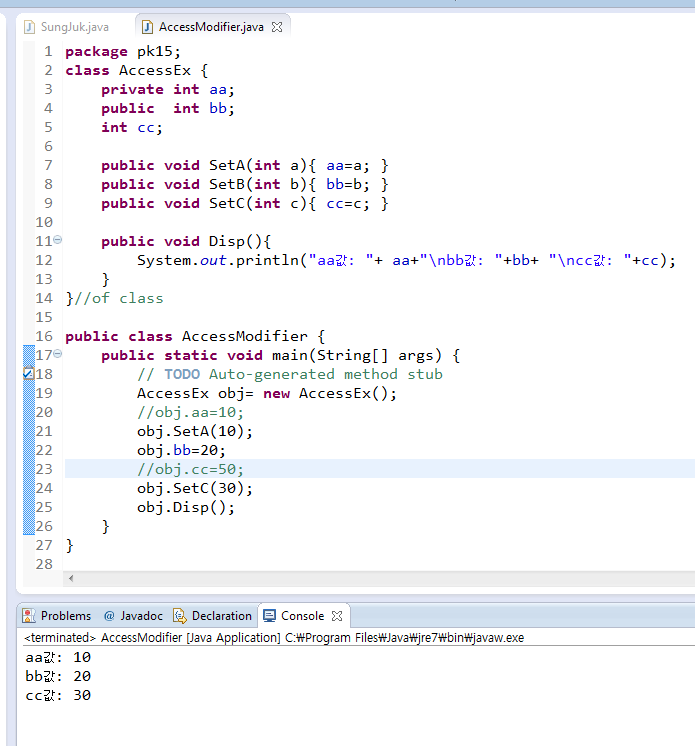 SungJuk.java AccessModifier.java
1 package pk15;
2 class AccessEx {
3     private int aa;
4     public  int bb;
5     int cc;
6
7     public void SetA(int a){ aa=a; }
8     public void SetB(int b){ bb=b; }
9     public void SetC(int c){ cc=c; }
10
11     public void Disp(){
12         System.out.println("aa값: "+ aa+"\nbb값: "+bb+ "\ncc값: "+cc);
13     }
14 }//of class
15
16 public class AccessModifier {
17     public static void main(String[] args) {
18         // TODO Auto-generated method stub
19         AccessEx obj= new AccessEx();
20         //obj.aa=10;
21         obj.SetA(10);
22         obj.bb=20;
23         //obj.cc=50;
24         obj.SetC(30);
25         obj.Disp();
26     }
27 }
28
Problems @ Javadoc Declaration Console
<terminated> AccessModifier [Java Application] C:₩Program Files₩Java₩jre7₩bin₩javaw.exe
aa값: 10
bb값: 20
cc값: 30